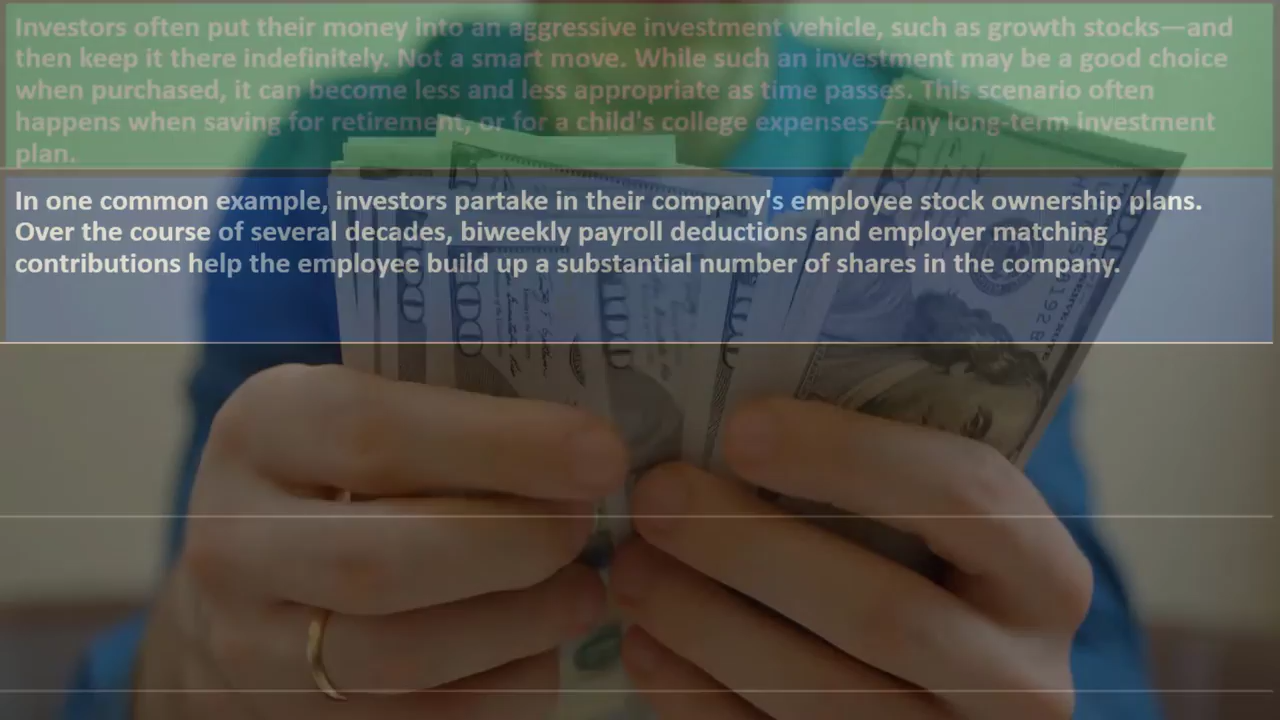 Investors often put their money into an aggressive investment vehicle, such as growth stocks—and
then keep it there indefinitely. Not a smart move. While such an investment may be a good choice
when purchased, it can become less and less appropriate as time passes. This scenario often
happens when saving for retirement, or for a child's college expenses—any long-term investment
plan.
In one common example, investors partake in their company's employee stock ownership plans.
Over the course of several decades, biweekly payroll deductions and employer matching
contributions help the employee build up a substantial number of shares in the company.